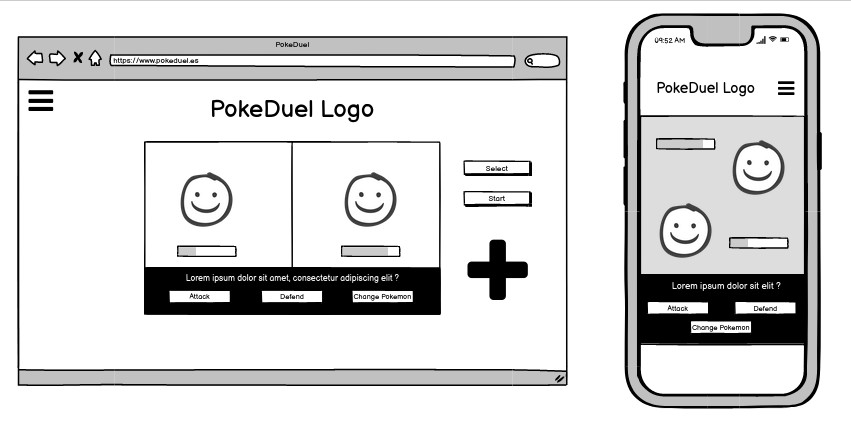 PokeDuel
https://www.pokeduel.es
PokeDuel Logo
Select
Start
Lorem ipsum dolor sit amet, consectetur adipiscing elit ?
Attack Defend Change Pokemon
09:52 AM
PokeDuel Logo
Lorem ipsum dolor sit elit ?
Attack Defend
Change Pokemon